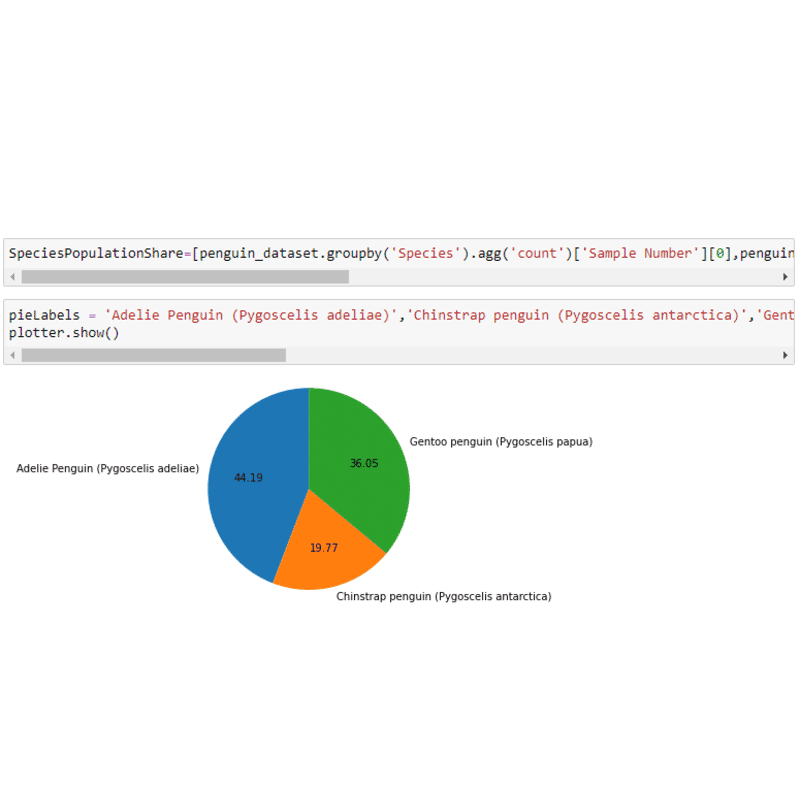 SpeciesPopulationShare=[penguin_dataset.groupby('Species').agg('count')['Sample Number'][0],penguin
pieLabels = 'Adelie Penguin (Pygoscelis adeliae)','Chinstrap penguin (Pygoscelis antarctica)','Gent
plotter.show()
Gentoo penguin (Pygoscelis papua)
36.05
Adelie Penguin (Pygoscelis adeliae)
44.19
19.77
Chinstrap penguin (Pygoscelis antarctica)